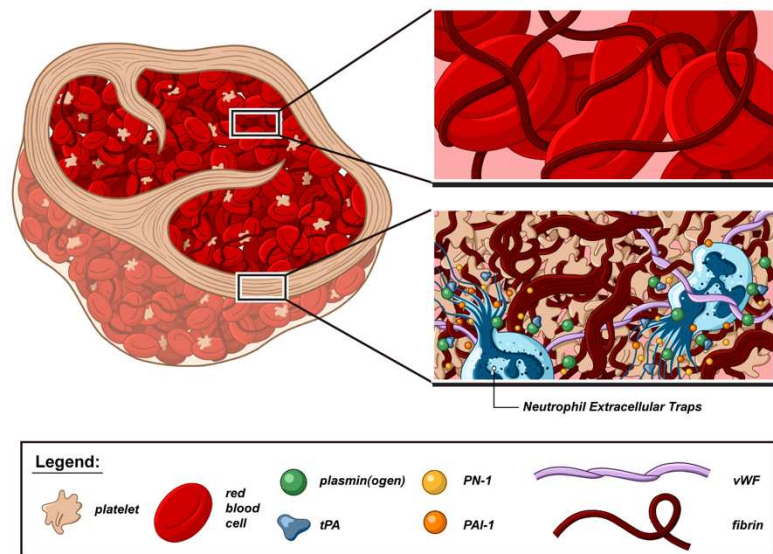 Neutrophil Extracellular Traps
Legend:
platelet
red
blood
cell
plasmin(ogen)
tPA
PN-1
PAI-1
vWF
fibrin